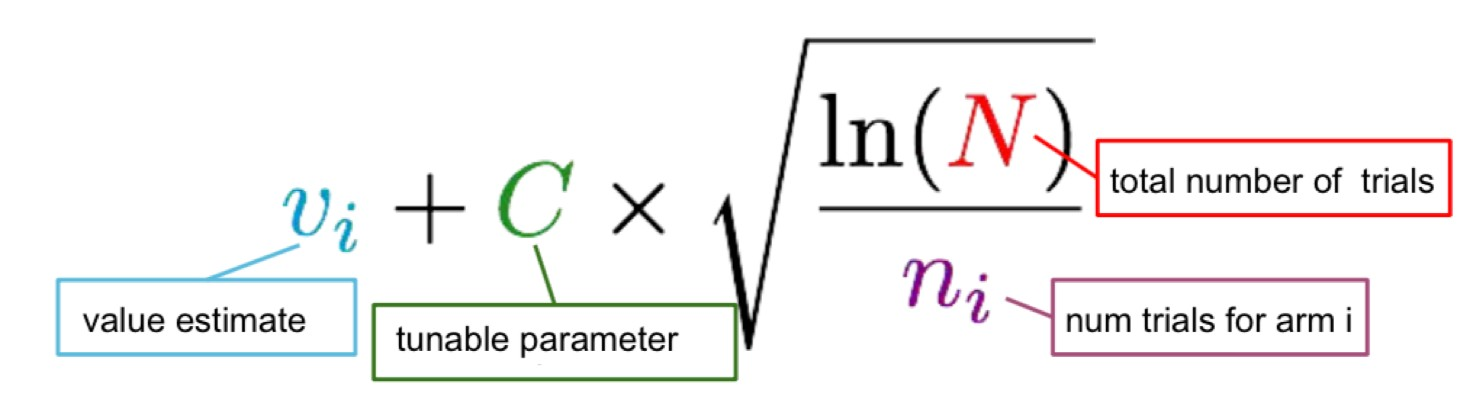 v_i + C × √(ln(N) / n_i)
total number of trials
value estimate
tunable parameter
num trials for arm i